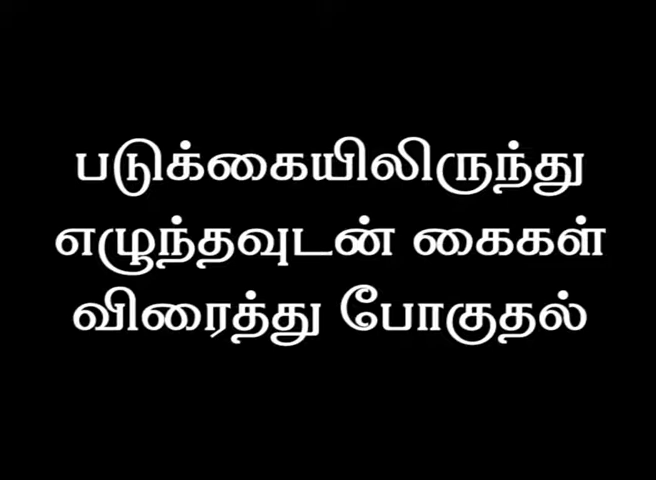 படுக்கையிலிருந்து
எழுந்தவுடன் கைகள்
விரைத்து போகுதல்